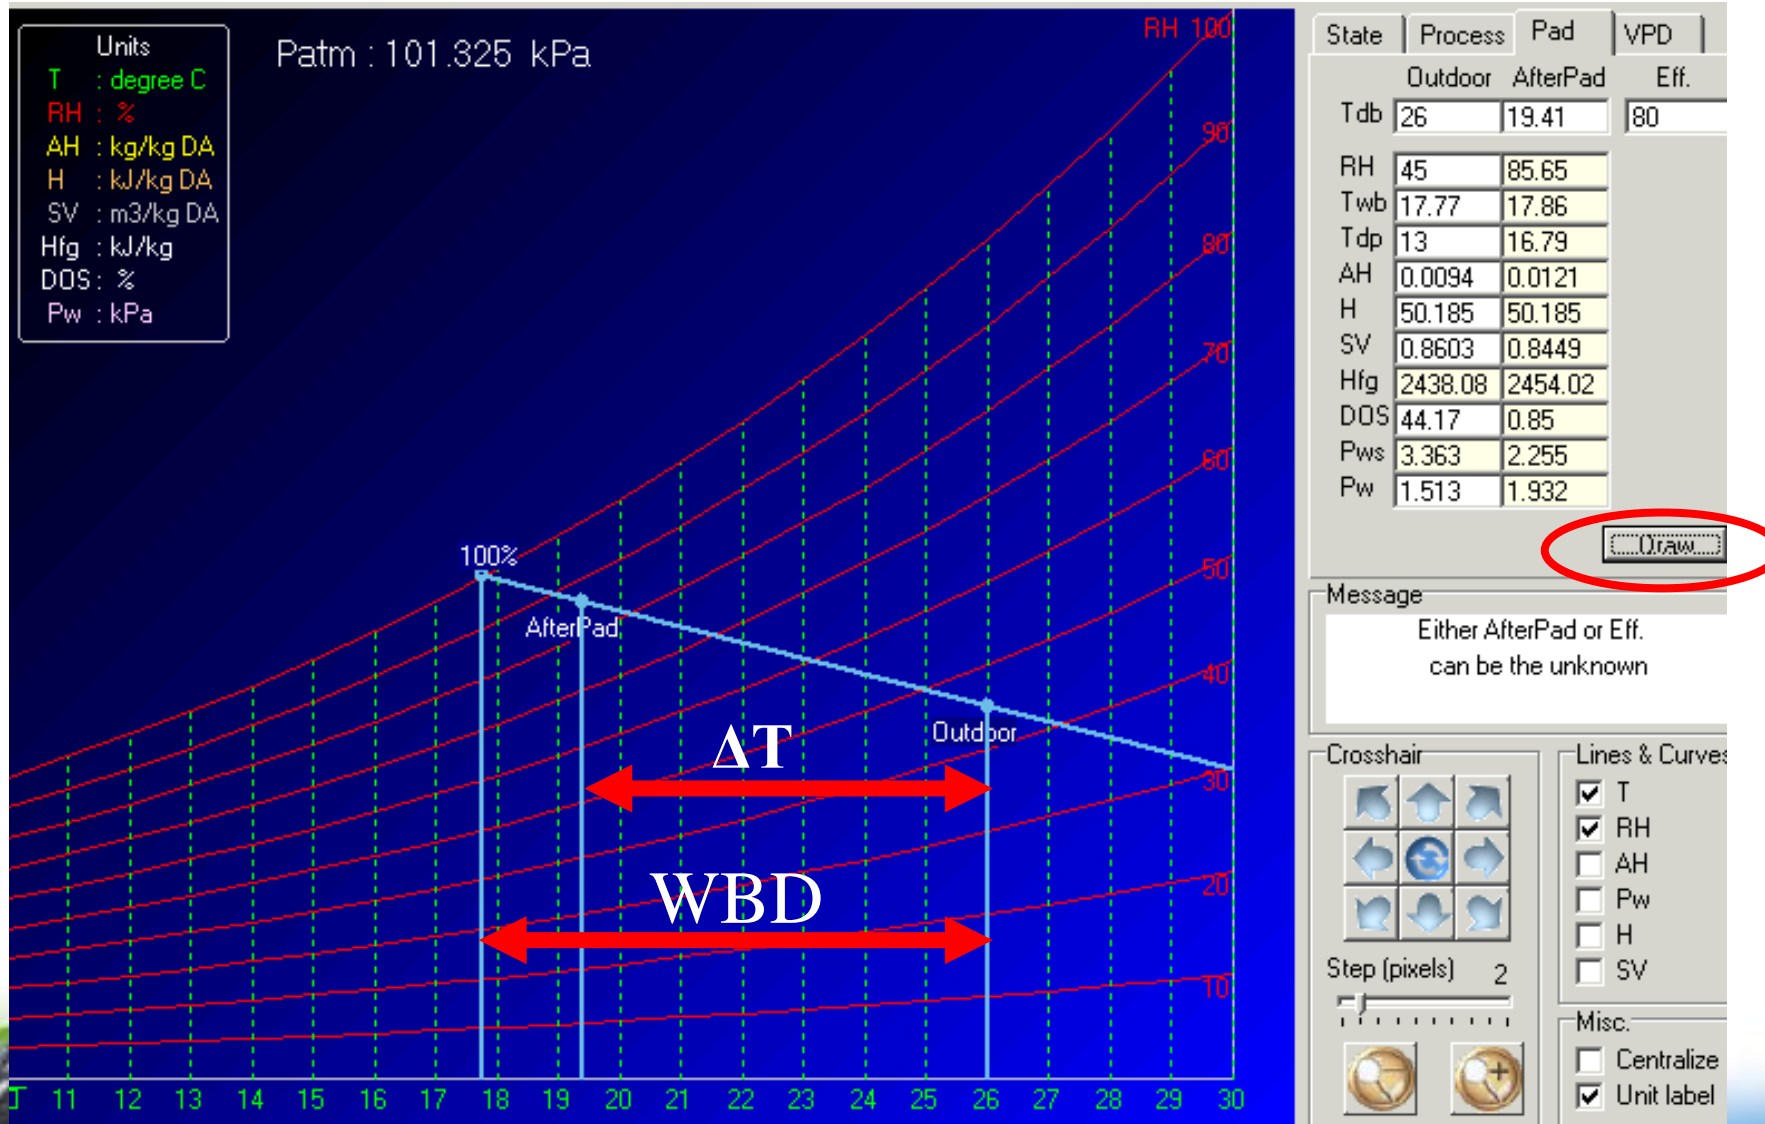 Units
T : degree C
RH : %
AH : kg/kg DA
H : kJ/kg DA
SV : m3/kg DA
Hfg : kJ/kg
DOS : %
Pw : kPa
Patm : 101.325 kPa
RH 100
90
80
70
60
50
40
30
20
10
100%
AfterPad
Outdoor
ΔT
WBD
T 11 12 13 14 15 16 17 18 19 20 21 22 23 24 25 26 27 28 29 30
State Process Pad VPD
Outdoor AfterPad Eff.
Tdb 26 19.41 80
RH 45 85.65
Twb 17.77 17.86
Tdp 13 16.79
AH 0.0094 0.0121
H 50.185 50.185
SV 0.8603 0.8449
Hfg 2438.08 2454.02
DOS 44.17 0.85
Pws 3.363 2.255
Pw 1.513 1.932
Draw
Message
Either AfterPad or Eff.
can be the unknown
Crosshair
Step (pixels) 2
Lines & Curves
T
RH
AH
Pw
H
SV
Misc.
Centralize
Unit label